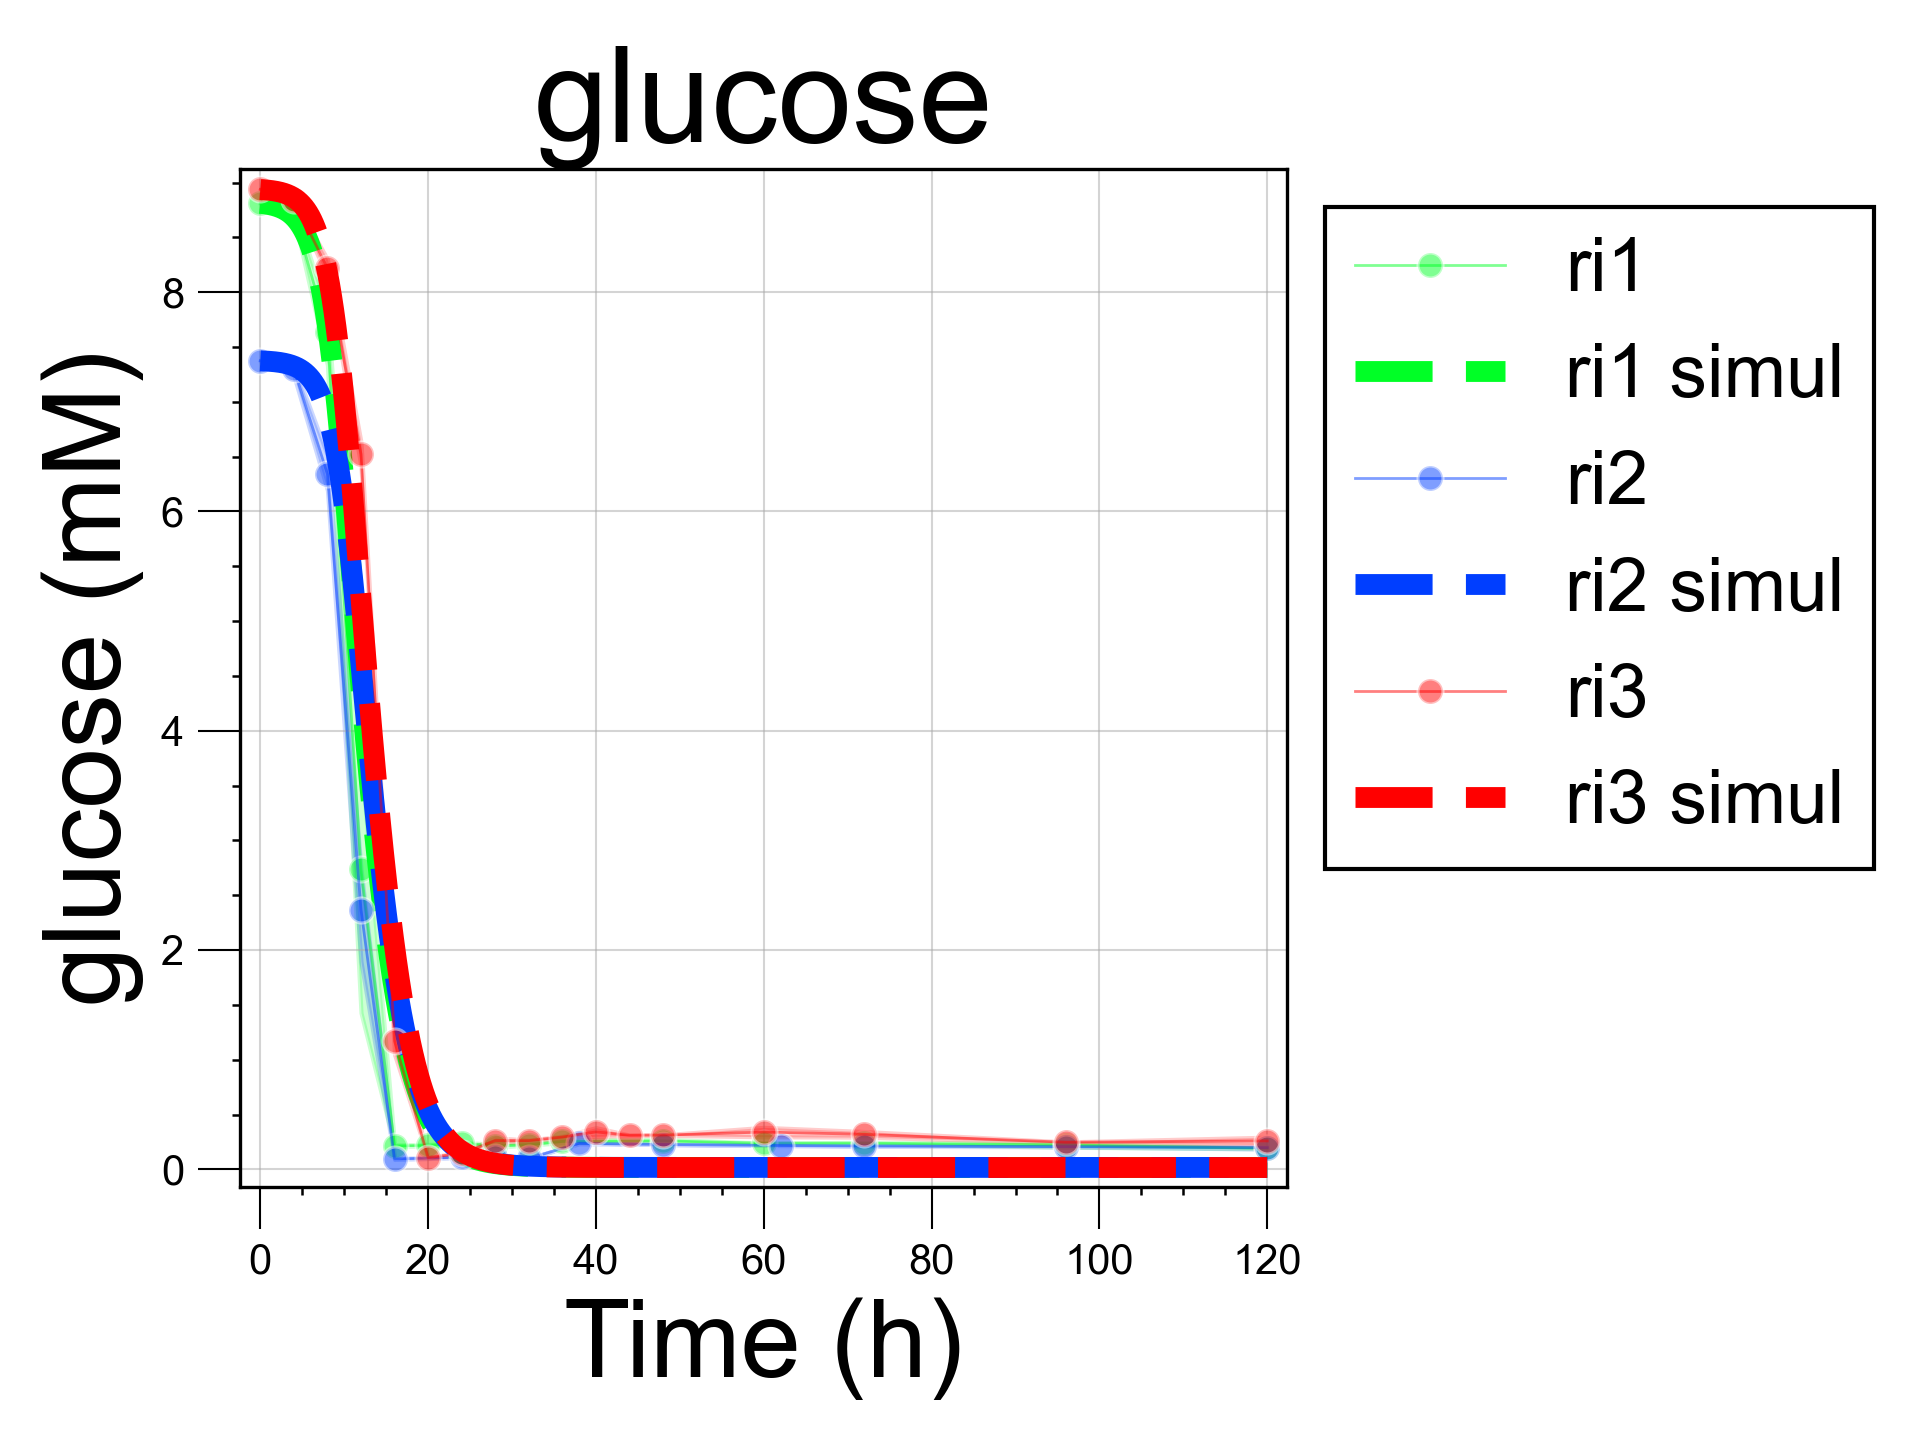 glucose
glucose (mM)
8
6
4
2
0
0 20 40 60 80 100 120
Time (h)
ri1
ri1 simul
ri2
ri2 simul
ri3
ri3 simul